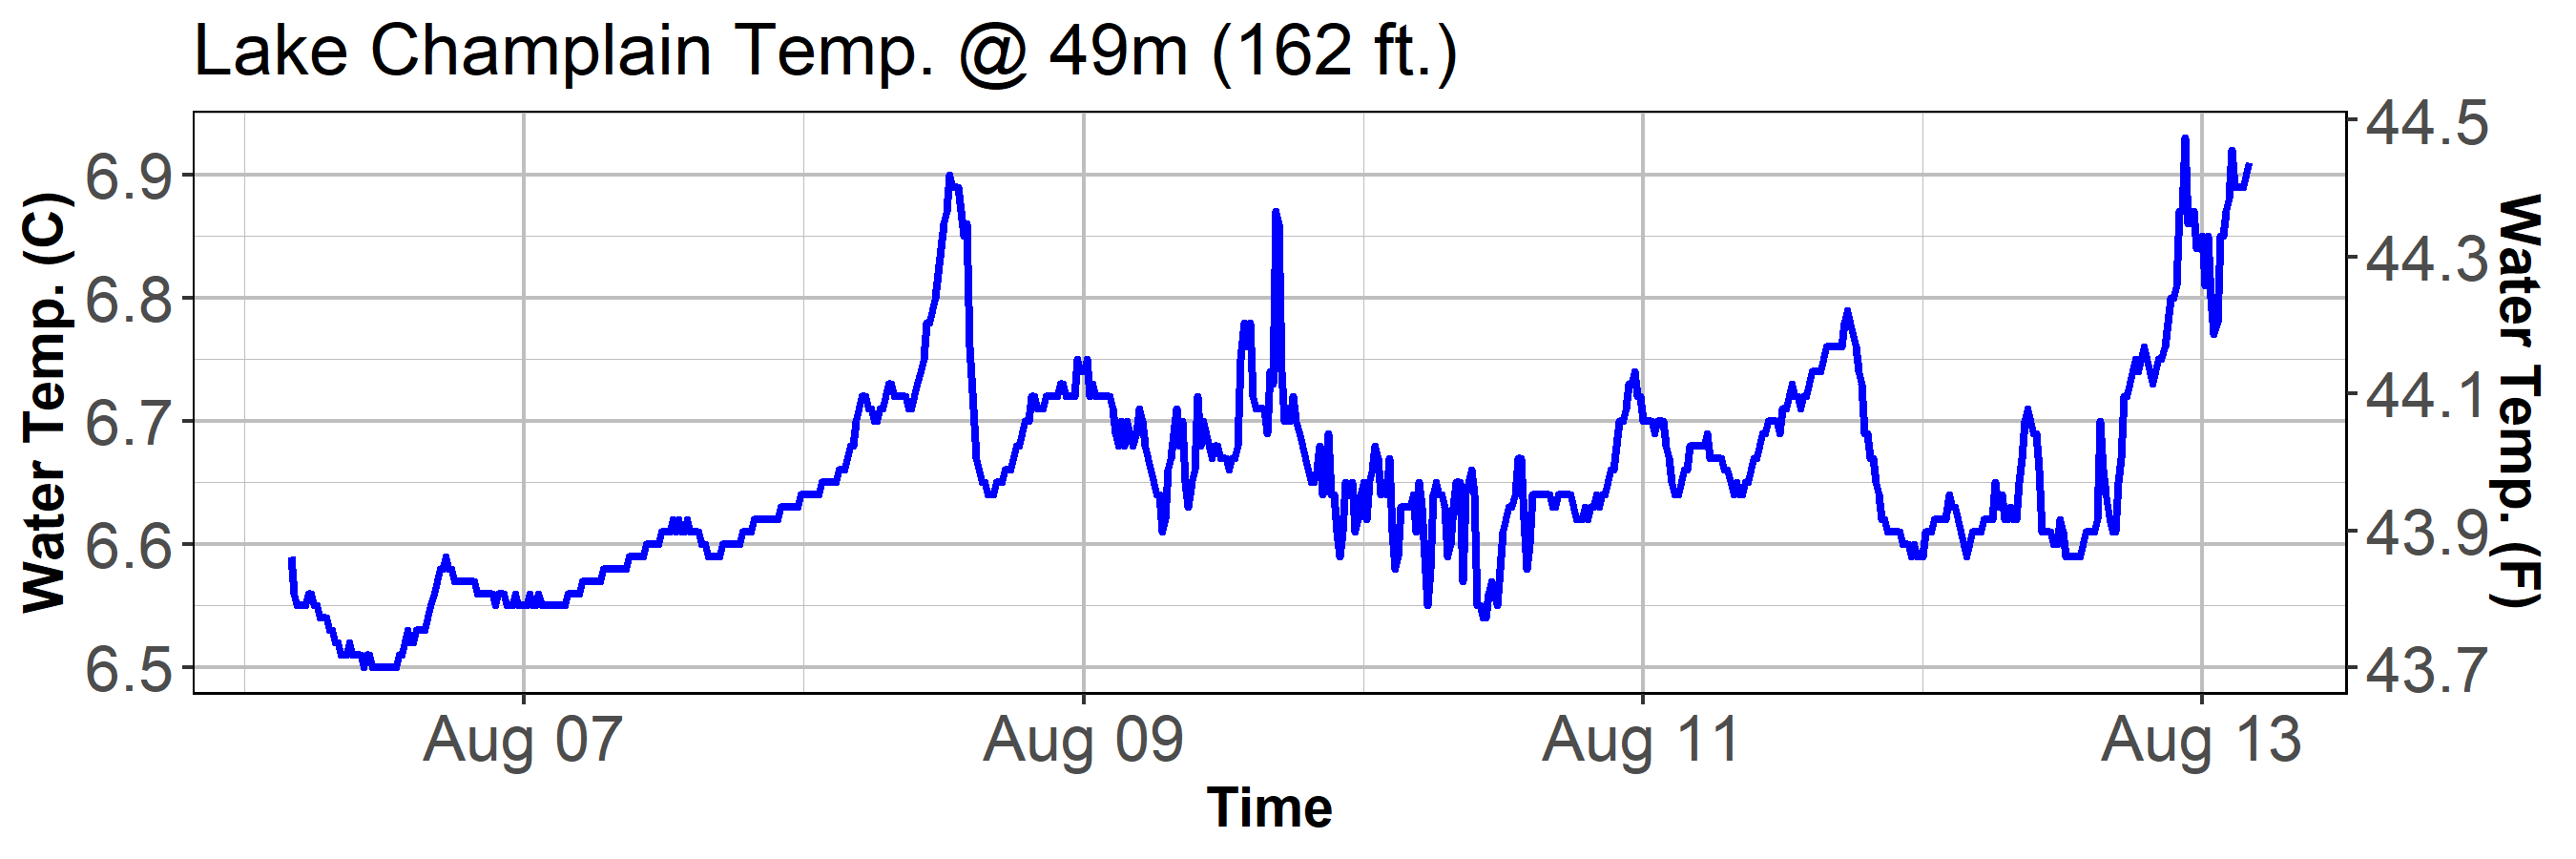 Lake Champlain Temp. @ 49m (162 ft.)
Water Temp. (C)
6.9
6.8
6.7
6.6
6.5
44.5
44.3
44.1
43.9
43.7
Water Temp. (F)
Aug 07 Aug 09 Aug 11 Aug 13
Time